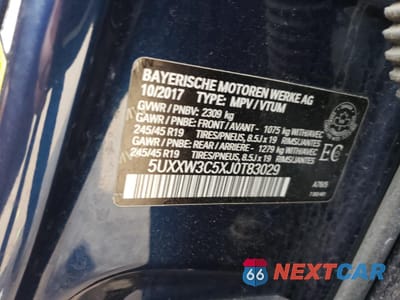 BAYERISCHE MOTOREN WERKE AG
10/2017 TYPE: MPV / VTUM
GVWR / PNBV: 2309 kg
GAWR / PNBE: FRONT / AVANT - 1075 kg WITH/AVEC
245/45 R19 TIRES/PNEUS, 8.5J x 19
RIMS/JANTES,
GAWR / PNBE: REAR / ARRIERE - 1279 kg WITH/AVEC
245/45 R19 TIRES/PNEUS, 8.5J x 19
RIMS/JANTES,
EC
5UXXW3C5XJ0T83029
66 NEXTCAR